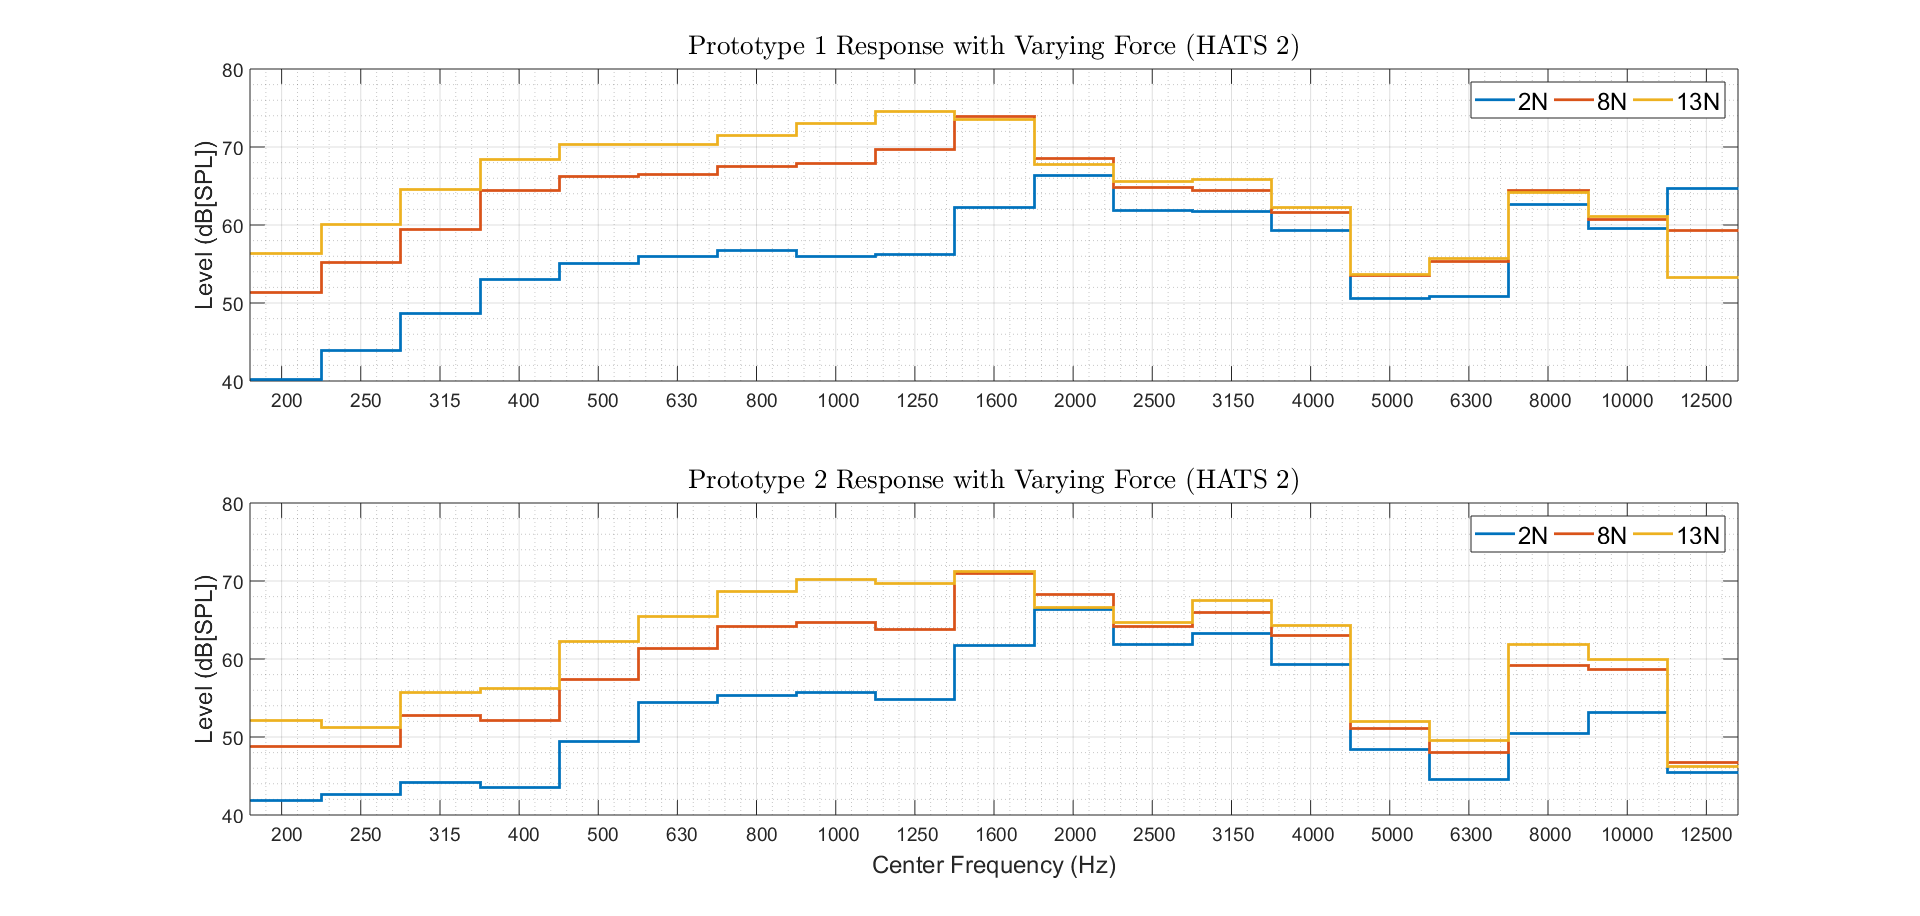 Prototype 1 Response with Varying Force (HATS 2)
2N 8N 13N
Level (dB[SPL])
80
70
60
50
40
200 250 315 400 500 630 800 1000 1250 1600 2000 2500 3150 4000 5000 6300 8000 10000 12500
Prototype 2 Response with Varying Force (HATS 2)
2N 8N 13N
Level (dB[SPL])
80
70
60
50
40
200 250 315 400 500 630 800 1000 1250 1600 2000 2500 3150 4000 5000 6300 8000 10000 12500
Center Frequency (Hz)